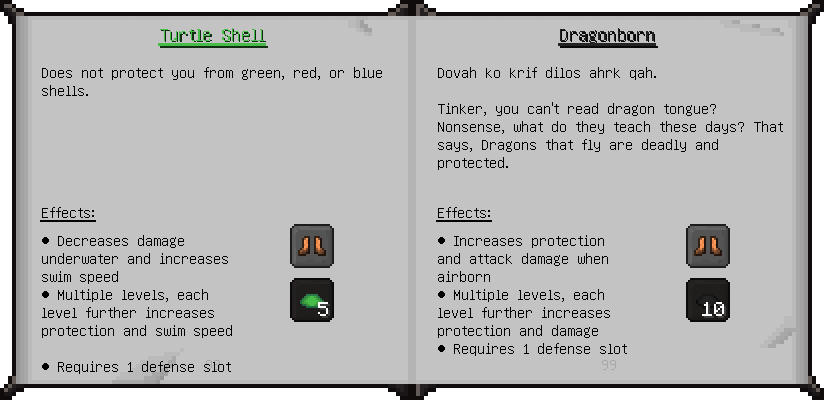 Turtle Shell
Does not protect you from green, red, or blue
shells.
Effects:
● Decreases damage
underwater and increases
swim speed
● Multiple levels, each
level further increases
protection and swim speed
● Requires 1 defense slot
5
Dragonborn
Dovah ko krif dilos ahrk qah.
Tinker, you can't read dragon tongue?
Nonsense, what do they teach these days? That
says, Dragons that fly are deadly and
protected.
Effects:
● Increases protection
and attack damage when
airborn
● Multiple levels, each
level further increases
protection and damage
● Requires 1 defense slot
10
99